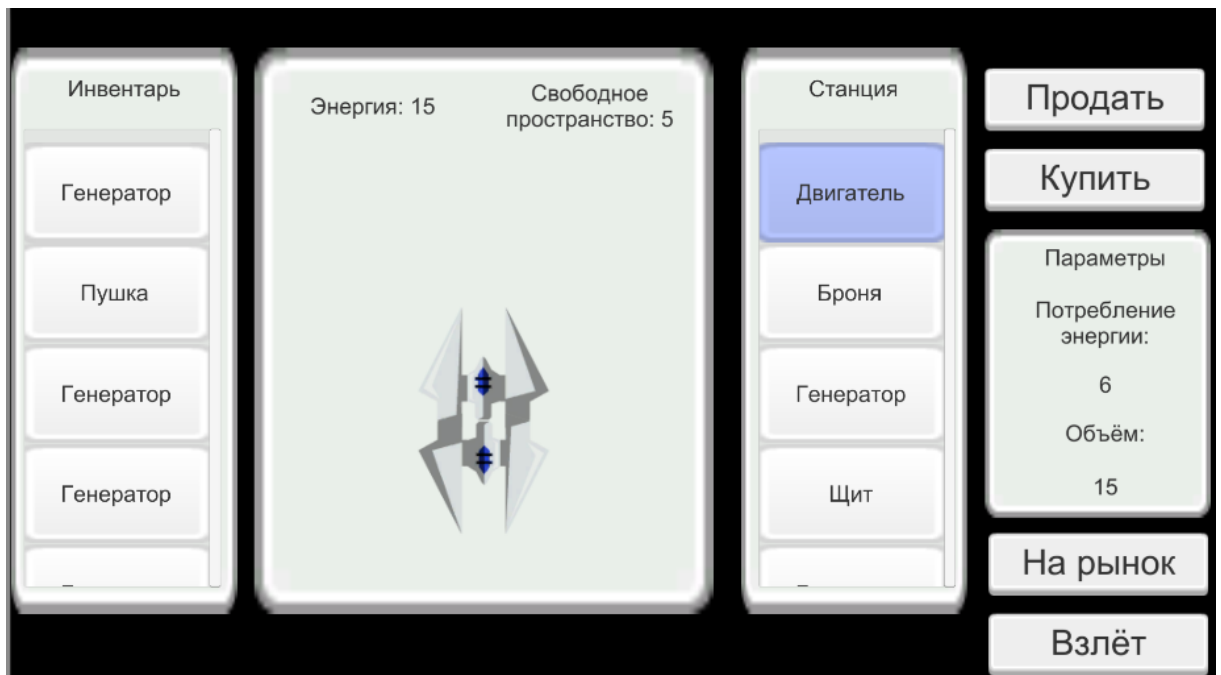 Инвентарь
Генератор
Пушка
Генератор
Генератор
Энергия: 15
Свободное
пространство: 5
Станция
Двигатель
Броня
Генератор
Щит
Продать
Купить
Параметры
Потребление
энергии:
6
Объём:
15
На рынок
Взлёт